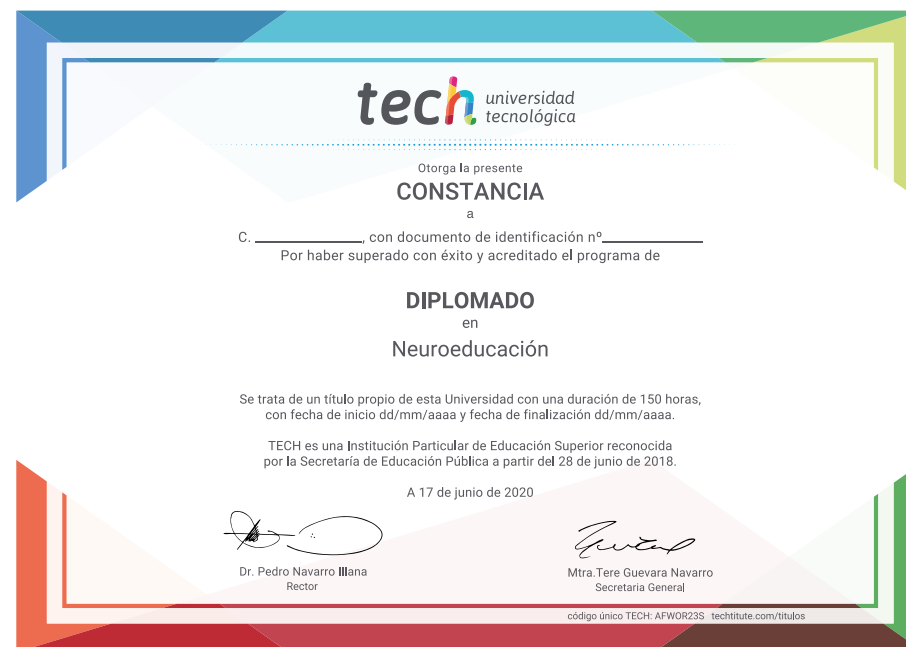 tech universidad
tecnológica
Otorga la presente
CONSTANCIA
a
C. ____________, con documento de identificación nº____________
Por haber superado con éxito y acreditado el programa de
DIPLOMADO
en
Neuroeducación
Se trata de un título propio de esta Universidad con una duración de 150 horas,
con fecha de inicio dd/mm/aaaa y fecha de finalización dd/mm/aaaa.
TECH es una Institución Particular de Educación Superior reconocida
por la Secretaría de Educación Pública a partir del 28 de junio de 2018.
A 17 de junio de 2020
Dr. Pedro Navarro Illana
Rector
Mtra.Tere Guevara Navarro
Secretaria General
código único TECH: AFWOR23S techtitute.com/titulos